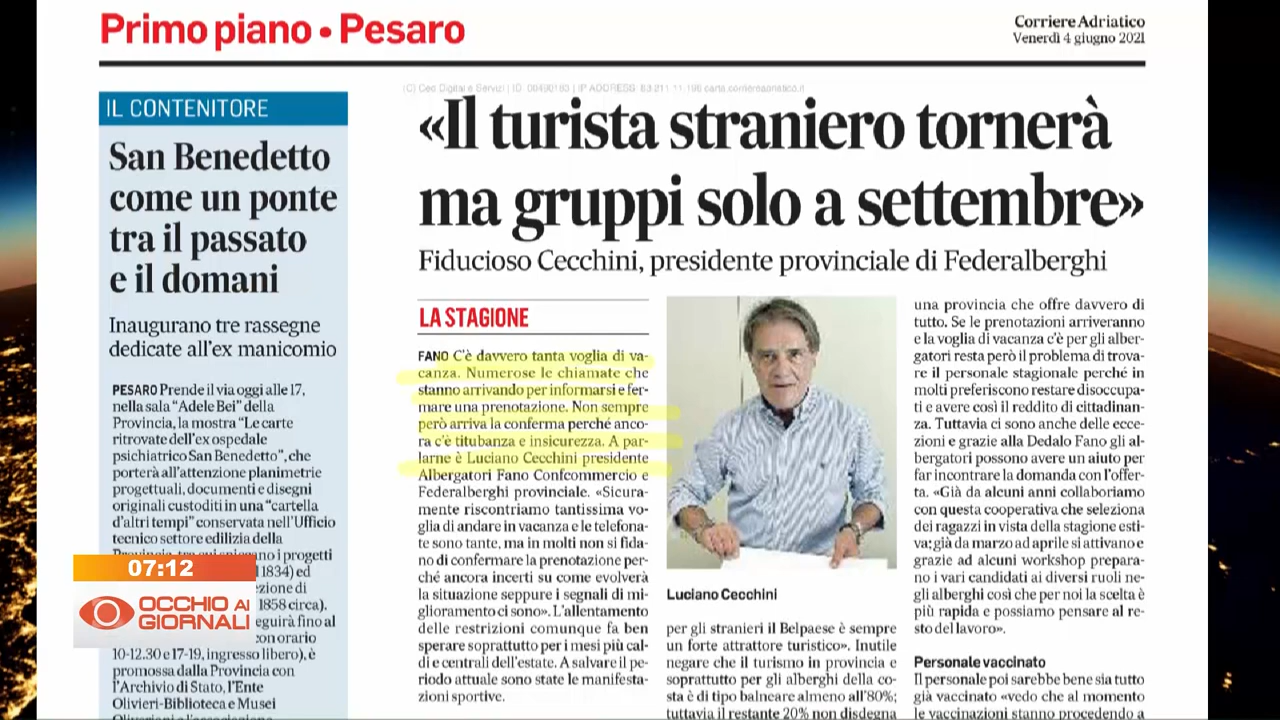 Primo piano • Pesaro
Corriere Adriatico
Venerdì 4 giugno 2021
IL CONTENITORE
San Benedetto
come un ponte
tra il passato
e il domani
Inaugurano tre rassegne
dedicate all'ex manicomio
PESARO Prende il via oggi alle 17,
nella sala “Adele Bei” della
Provincia, la mostra “Le carte
ritrovate dell'ex ospedale
psichiatrico San Benedetto”, che
porterà all'attenzione planimetrie
progettuali, documenti e disegni
originali custoditi in una “cartella
d'altri tempi” conservata nell'Ufficio
tecnico settore edilizia della
i progetti
1834) ed
ezione di
1858 circa).
eguirà fino al
con orario
10-12.30 e 17-19, ingresso libero), è
promossa dalla Provincia con
l'Archivio di Stato, l'Ente
Olivieri-Biblioteca e Musei
07:12
OCCHIO AI
GIORNALI
«Il turista straniero tornerà
ma gruppi solo a settembre»
Fiducioso Cecchini, presidente provinciale di Federalberghi
LA STAGIONE
FANO C'è davvero tanta voglia di va-
canza. Numerose le chiamate che
stanno arrivando per informarsi e fer-
mare una prenotazione. Non sempre
però arriva la conferma perché anco-
ra c'è titubanza e insicurezza. A par-
larne è Luciano Cecchini presidente
Albergatori Fano Confcommercio e
Federalberghi provinciale. «Sicura-
mente riscontriamo tantissima vo-
glia di andare in vacanza e le telefona-
te sono tante, ma in molti non si fida-
no di confermare la prenotazione per-
ché ancora incerti su come evolverà
la situazione seppure i segnali di mi-
glioramento ci sono». L'allentamento
delle restrizioni comunque fa ben
sperare soprattutto per i mesi più cal-
di e centrali dell'estate. A salvare il pe-
riodo attuale sono state le manifesta-
zioni sportive.
Luciano Cecchini
per gli stranieri il Belpaese è sempre
un forte attrattore turistico». Inutile
negare che il turismo in provincia e
soprattutto per gli alberghi della co-
sta è di tipo balneare almeno all'80%;
tuttavia il restante 20% non disdegna
una provincia che offre davvero di
tutto. Se le prenotazioni arriveranno
e la voglia di vacanza c'è per gli alber-
gatori resta però il problema di trova-
re il personale stagionale perché in
molti preferiscono restare disoccupa-
ti e avere così il reddito di cittadinan-
za. Tuttavia ci sono anche delle ecce-
zioni e grazie alla Dedalo Fano gli al-
bergatori possono avere un aiuto per
far incontrare la domanda con l'offer-
ta. «Già da alcuni anni collaboriamo
con questa cooperativa che seleziona
dei ragazzi in vista della stagione esti-
va; già da marzo ad aprile si attivano e
grazie ad alcuni workshop prepara-
no i vari candidati ai diversi ruoli ne-
gli alberghi così che per noi la scelta è
più rapida e possiamo pensare al re-
sto del lavoro».
Personale vaccinato
Il personale poi sarebbe bene sia tutto
già vaccinato «vedo che al momento
le vaccinazioni stanno procedendo a